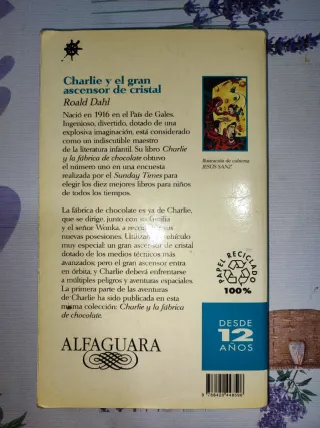 Charlie y el gran
ascensor de cristal
Roald Dahl
Nació en 1916 en el País de Gales.
Ingenioso, divertido, dotado de una
explosiva imaginación, está considerado
como un indiscutible maestro
de la literatura infantil. Su libro Charlie
y la fábrica de chocolate obtuvo
el número uno en una encuesta
realizada por el Sunday Times para
elegir los diez mejores libros para niños
de todos los tiempos.
Ilustración de cubierta:
JESÚS SANZ
La fábrica de chocolate es ya de Charlie,
que se dirige, junto con su familia
y el señor Wonka, a
sus nuevas posesiones.
muy especial: un gran ascensor de cristal
dotado de los medios técnicos más
avanzados; pero el gran ascensor entra
en órbita, y Charlie deberá enfrentarse
a múltiples peligros y aventuras espaciales.
La primera parte de las aventuras
de Charlie ha sido publicada en esta
misma colección: Charlie y la fábrica
de chocolate.
PAPEL RECICLADO
100%
DESDE
12
AÑOS
ALFAGUARA